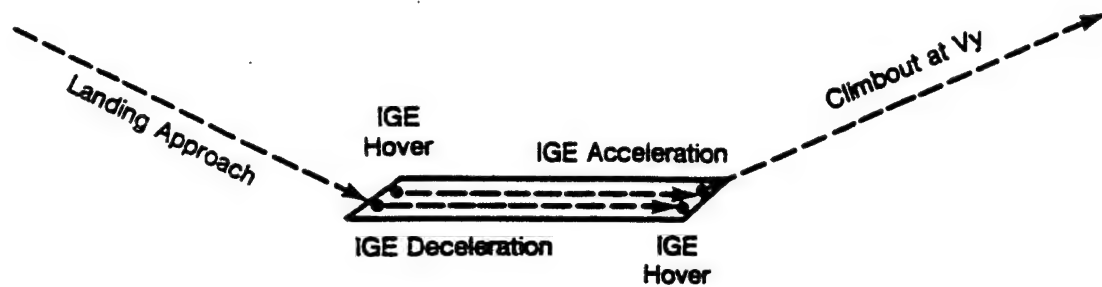 Landing Approach
IGE
Hover
IGE Acceleration
Climbout at Vy
IGE Deceleration
IGE
Hover